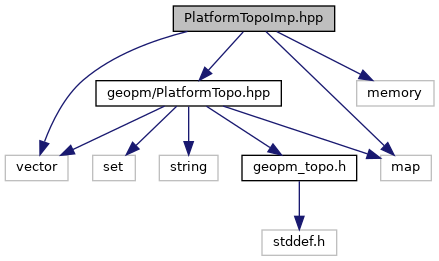 PlatformTopoImp.hpp
geopm/PlatformTopo.hpp
memory
vector
set
string
geopm_topo.h
map
stddef.h